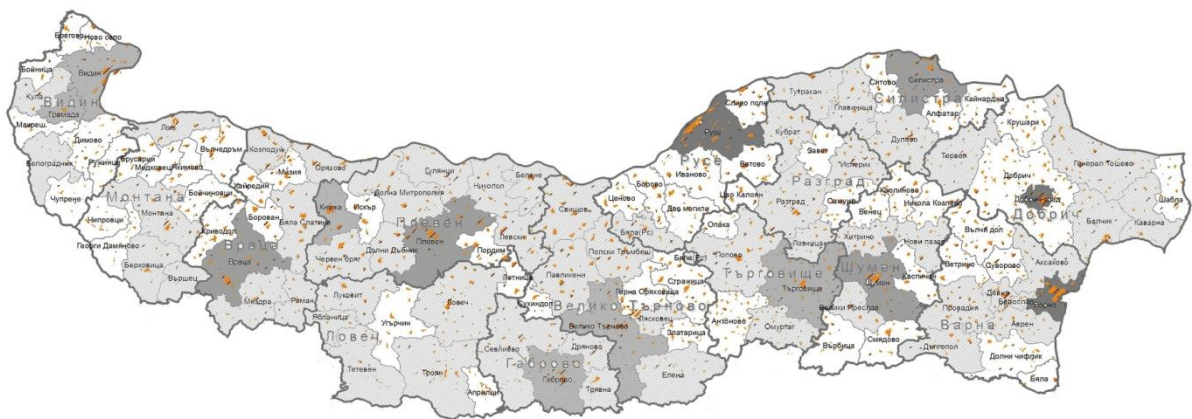 Брегово
Ново село
Бойница
Видин
Кула
Видин
Грамада
Макреш
Димово
Белоградчик
Ружинци
Чупрене
Лом
Брусарци
Медковец
Якимово
Вълчедръм
Монтана
Бойчиновци
Монтана
Чипровци
Георги Дамяново
Берковица
Вършец
Козлодуй
Мизия
Оряхово
Хайредин
Криводол
Борован
Бяла Слатина
Враца
Враца
Мездра
Роман
Кнежа
Искър
Долна Митрополия
Гулянци
Никопол
Белене
Плевен
Плевен
Долни Дъбник
Червен бряг
Левски
Пордим
Луковит
Ябланица
Ловеч
Летница
Угърчин
Ловеч
Тетевен
Троян
Априлци
Свищов
Полски Тръмбеш
Павликени
Сухиндол
Велико Търново
Велико Търново
Горна Оряховица
Лясковец
Стражица
Златарица
Елена
Севлиево
Дряново
Габрово
Габрово
Трявна
Русе
Русе
Сливо поле
Иваново
Ветово
Борово
Ценово
Две могили
Бяла(Рс)
Цар Калоян
Опака
Бяла(Рс)
Попово
Търговище
Търговище
Антоново
Омуртаг
Тутракан
Главиница
Ситово
Силистра
Силистра
Алфатар
Кайнарджа
Дулово
Кубрат
Завет
Исперих
Разград
Разград
Самуил
Лозница
Венец
Каолиново
Никола Козлево
Хитрино
Нови пазар
Шумен
Шумен
Каспичан
Велики Преслав
Върбица
Смядово
Крушари
Тервел
Генерал Тошево
Добрич
Добрич-град
Добрич
Шабла
Балчик
Каварна
Вълчи дол
Ветрино
Суворово
Аксаково
Девня
Белослав
Варна
Провадия
Варна
Аврен
Дългопол
Долни чифлик
Бяла